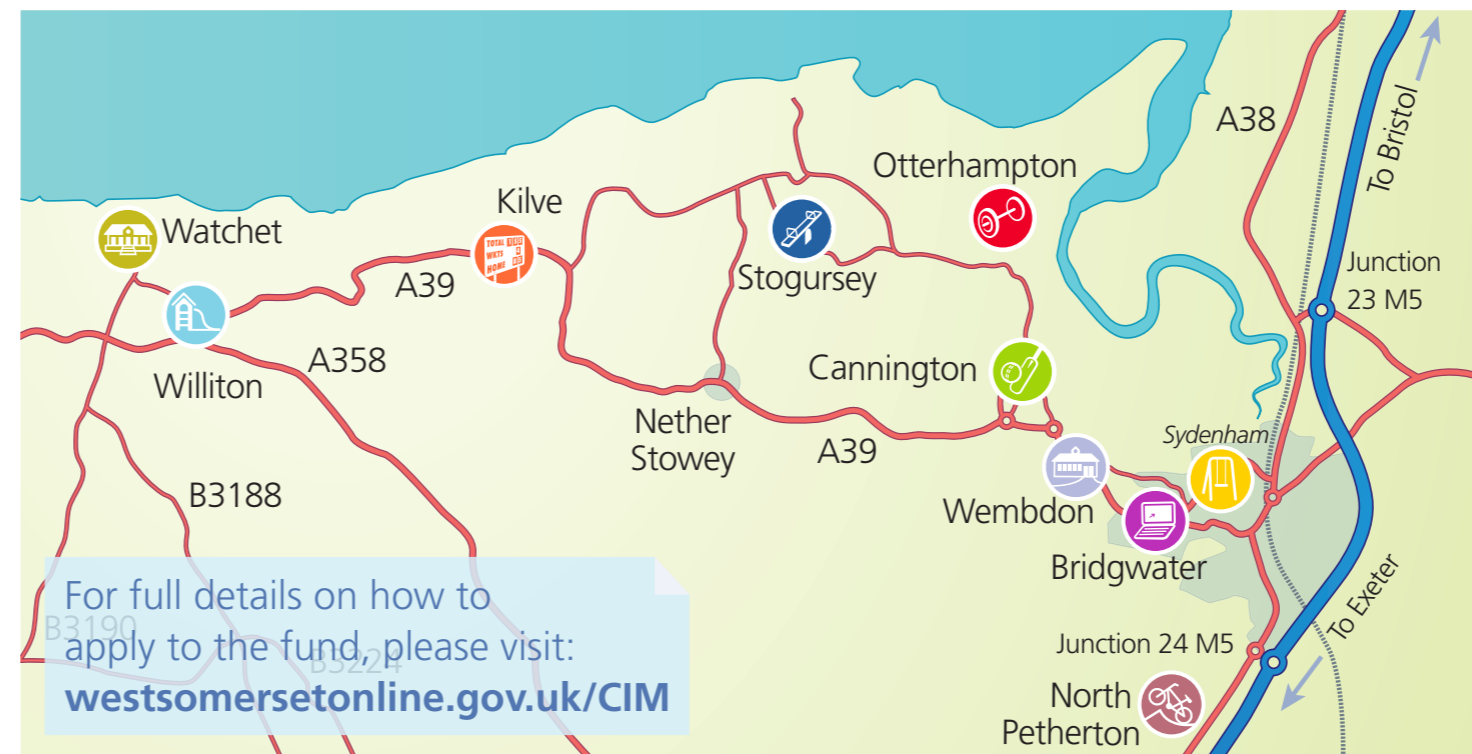 A38
To Bristol
Otterhampton
Kilve
Watchet
TOTAL
WKTS
HOME
Stogursey
Junction
23 M5
A39
A358
Cannington
Williton
Nether
Stowey
A39
Sydenham
B3188
Wembdon
Bridgwater
For full details on how to
apply to the fund, please visit:
westsomersetonline.gov.uk/CIM
B3190
B3224
To Exeter
Junction 24 M5
North
Petherton